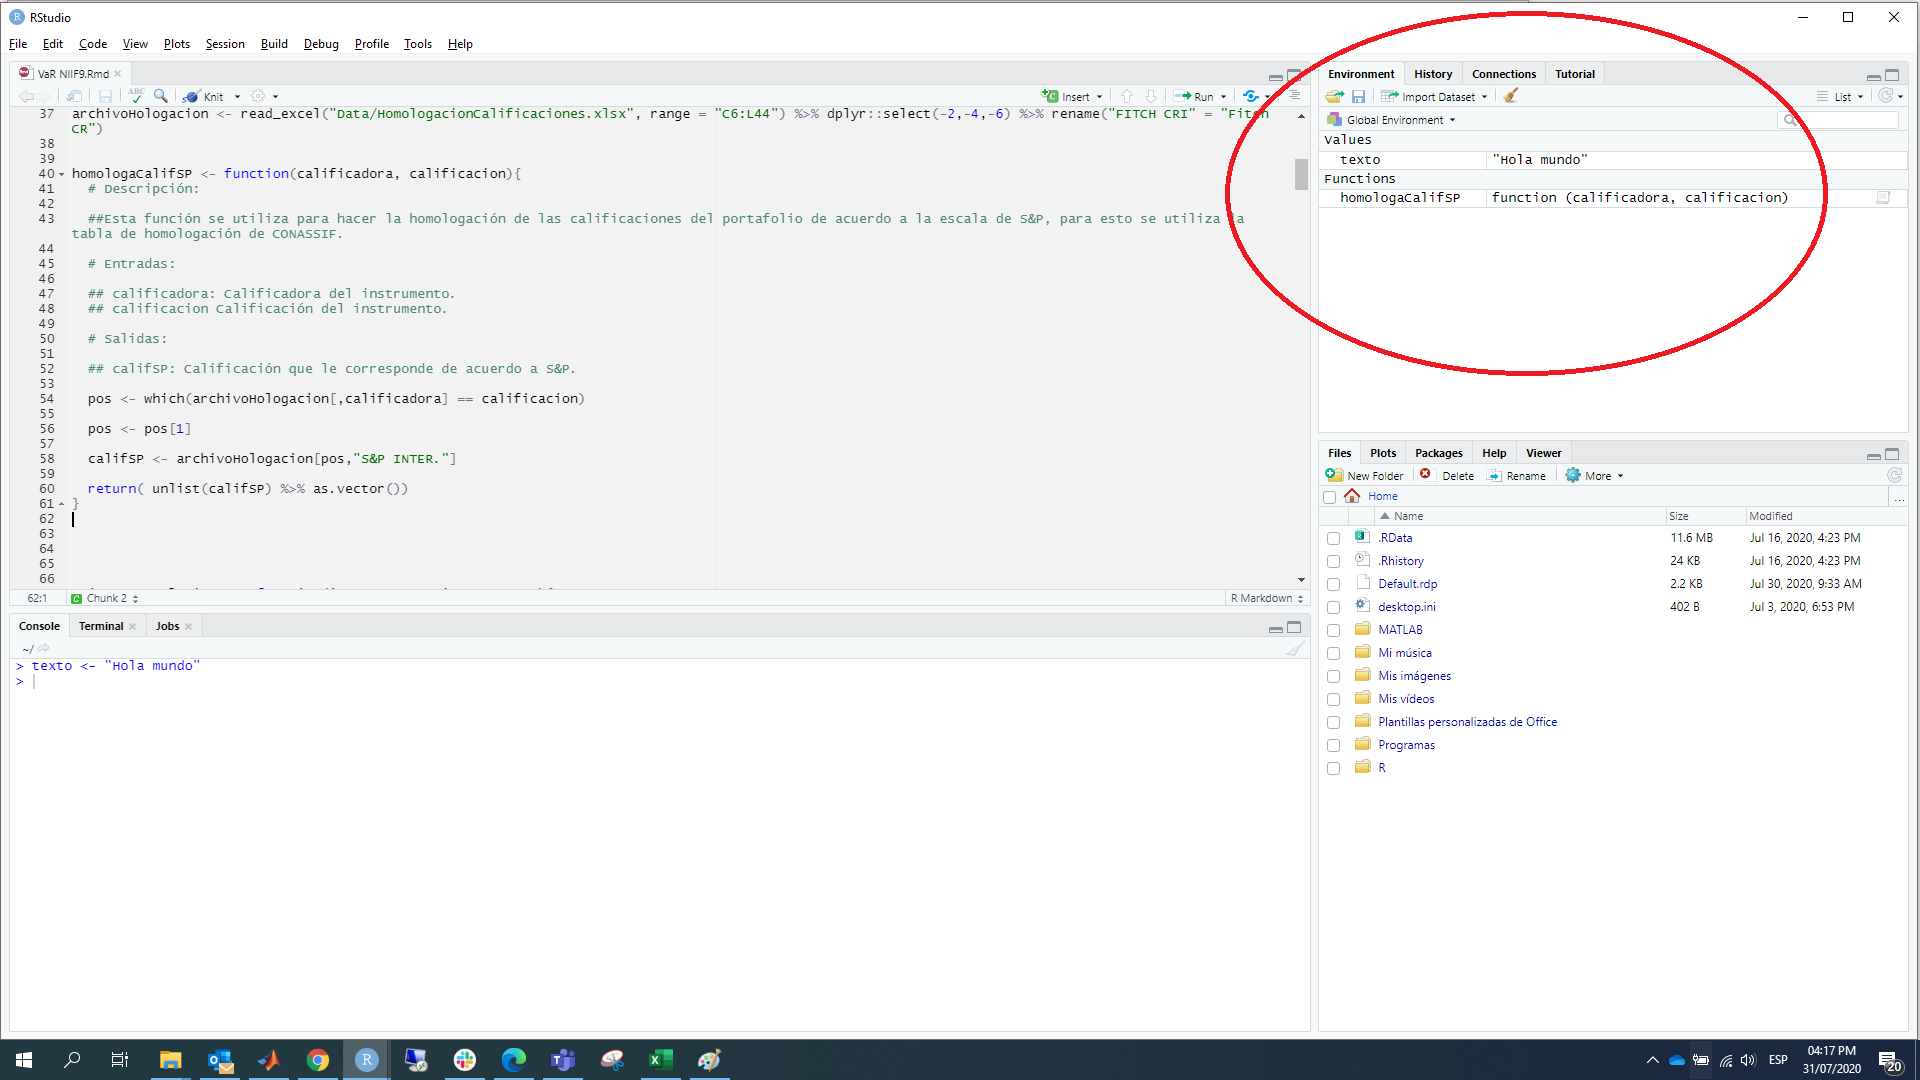 RStudio
File Edit Code View Plots Session Build Debug Profile Tools Help
VaR NIIF9.Rmd
ABC Knit Insert Run
37 archivoHologacion <- read_excel("Data/HomologacionCalificaciones.xlsx", range = "C6:L44") %>% dplyr::select(-2,-4,-6) %>% rename("FITCH CRI" = "Fitch
CR")
38
39
40 homologaCalifSP <- function(calificadora, calificacion){
41 # Descripción:
42
43 ##Esta función se utiliza para hacer la homologación de las calificaciones del portafolio de acuerdo a la escala de S&P, para esto se utiliza la
tabla de homologación de CONASSIF.
44
45 # Entradas:
46
47 ## calificadora: Calificadora del instrumento.
48 ## calificacion Calificación del instrumento.
49
50 # Salidas:
51
52 ## califSP: Calificación que le corresponde de acuerdo a S&P.
53
54 pos <- which(archivoHologacion[,calificadora] == calificacion)
55
56 pos <- pos[1]
57
58 califSP <- archivoHologacion[pos,"S&P INTER."]
59
60 return( unlist(califSP) %>% as.vector())
61 }
62
63
64
65
66
62:1 Chunk 2 R Markdown
Console Terminal Jobs
~/
> texto <- "Hola mundo"
>
Environment History Connections Tutorial
Import Dataset List
Global Environment
Values
texto "Hola mundo"
Functions
homologaCalifSP function (calificadora, calificacion)
Files Plots Packages Help Viewer
New Folder Delete Rename More
Home ...
Name Size Modified
.RData 11.6 MB Jul 16, 2020, 4:23 PM
.Rhistory 24 KB Jul 16, 2020, 4:23 PM
Default.rdp 2.2 KB Jul 30, 2020, 9:33 AM
desktop.ini 402 B Jul 3, 2020, 6:53 PM
MATLAB
Mi música
Mis imágenes
Mis vídeos
Plantillas personalizadas de Office
Programas
R
ESP 04:17 PM
31/07/2020 20